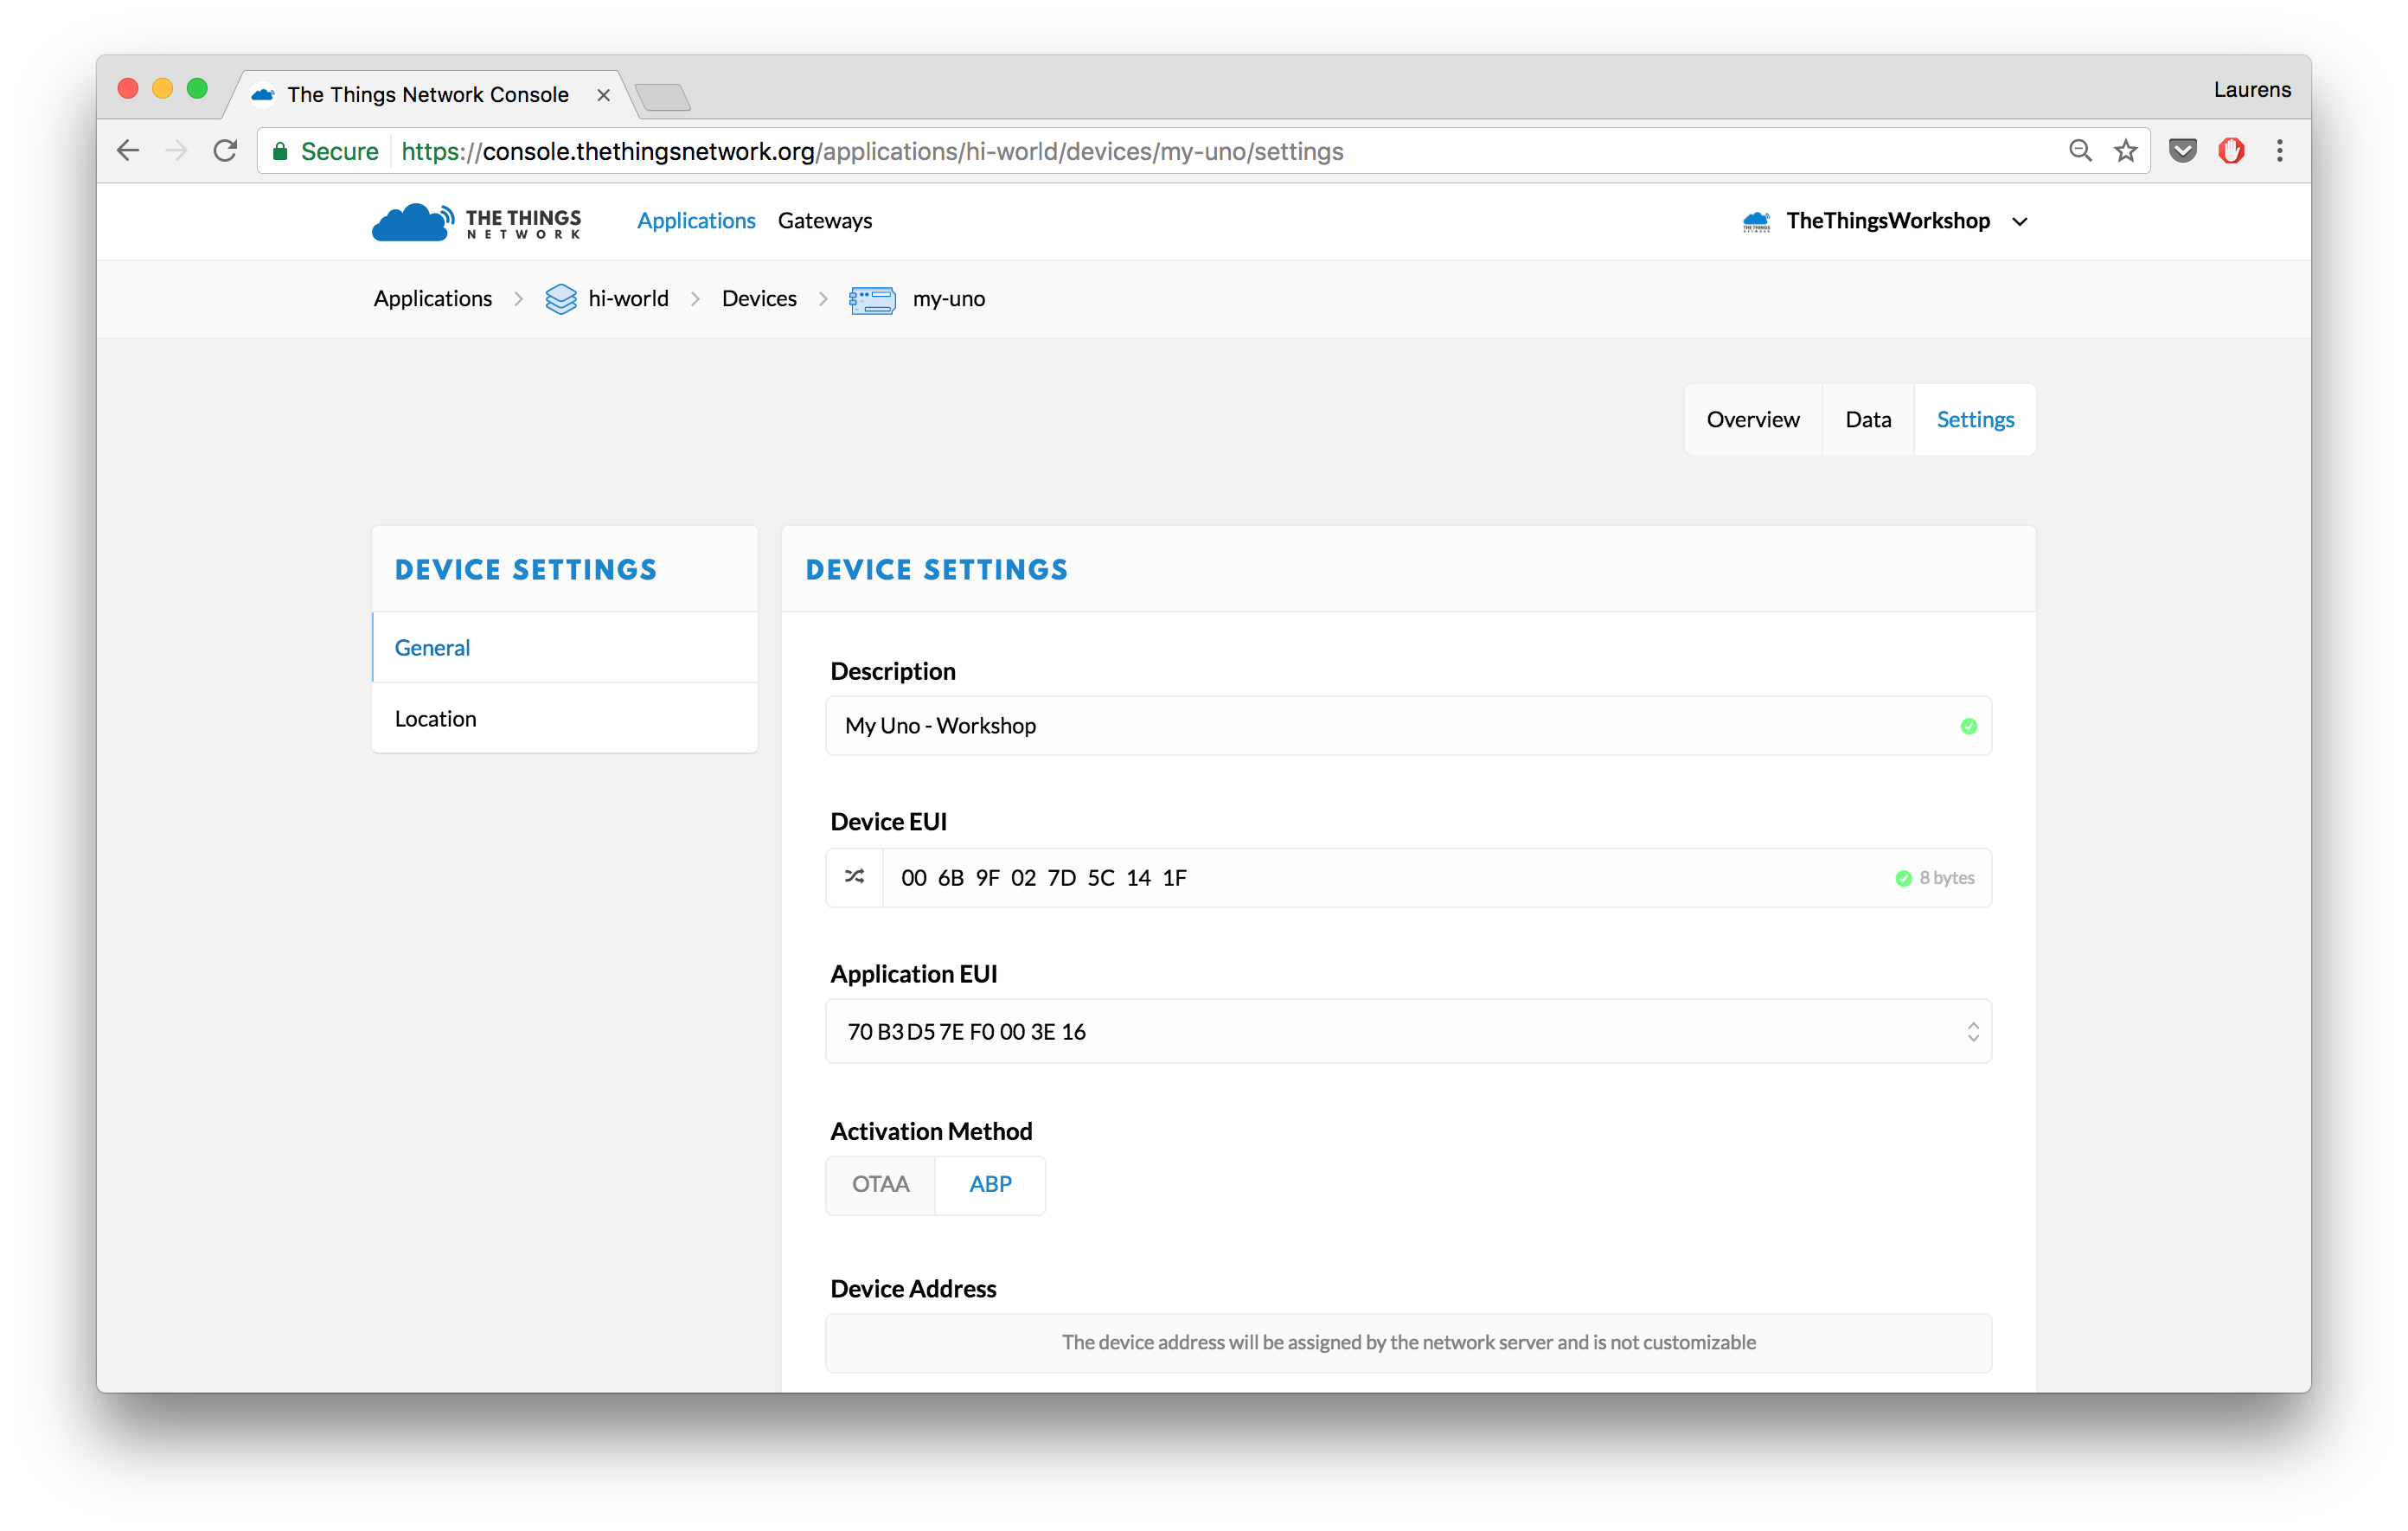 The Things Network Console
Laurens
Secure https://console.thethingsnetwork.org/applications/hi-world/devices/my-uno/settings
THE THINGS
NETWORK
Applications
Gateways
THE THINGS
NETWORK
TheThingsWorkshop
Applications
hi-world
Devices
my-uno
Overview
Data
Settings
DEVICE SETTINGS
General
Location
DEVICE SETTINGS
Description
My Uno - Workshop
Device EUI
00 6B 9F 02 7D 5C 14 1F
8 bytes
Application EUI
70 B3 D5 7E F0 00 3E 16
Activation Method
OTAA
ABP
Device Address
The device address will be assigned by the network server and is not customizable